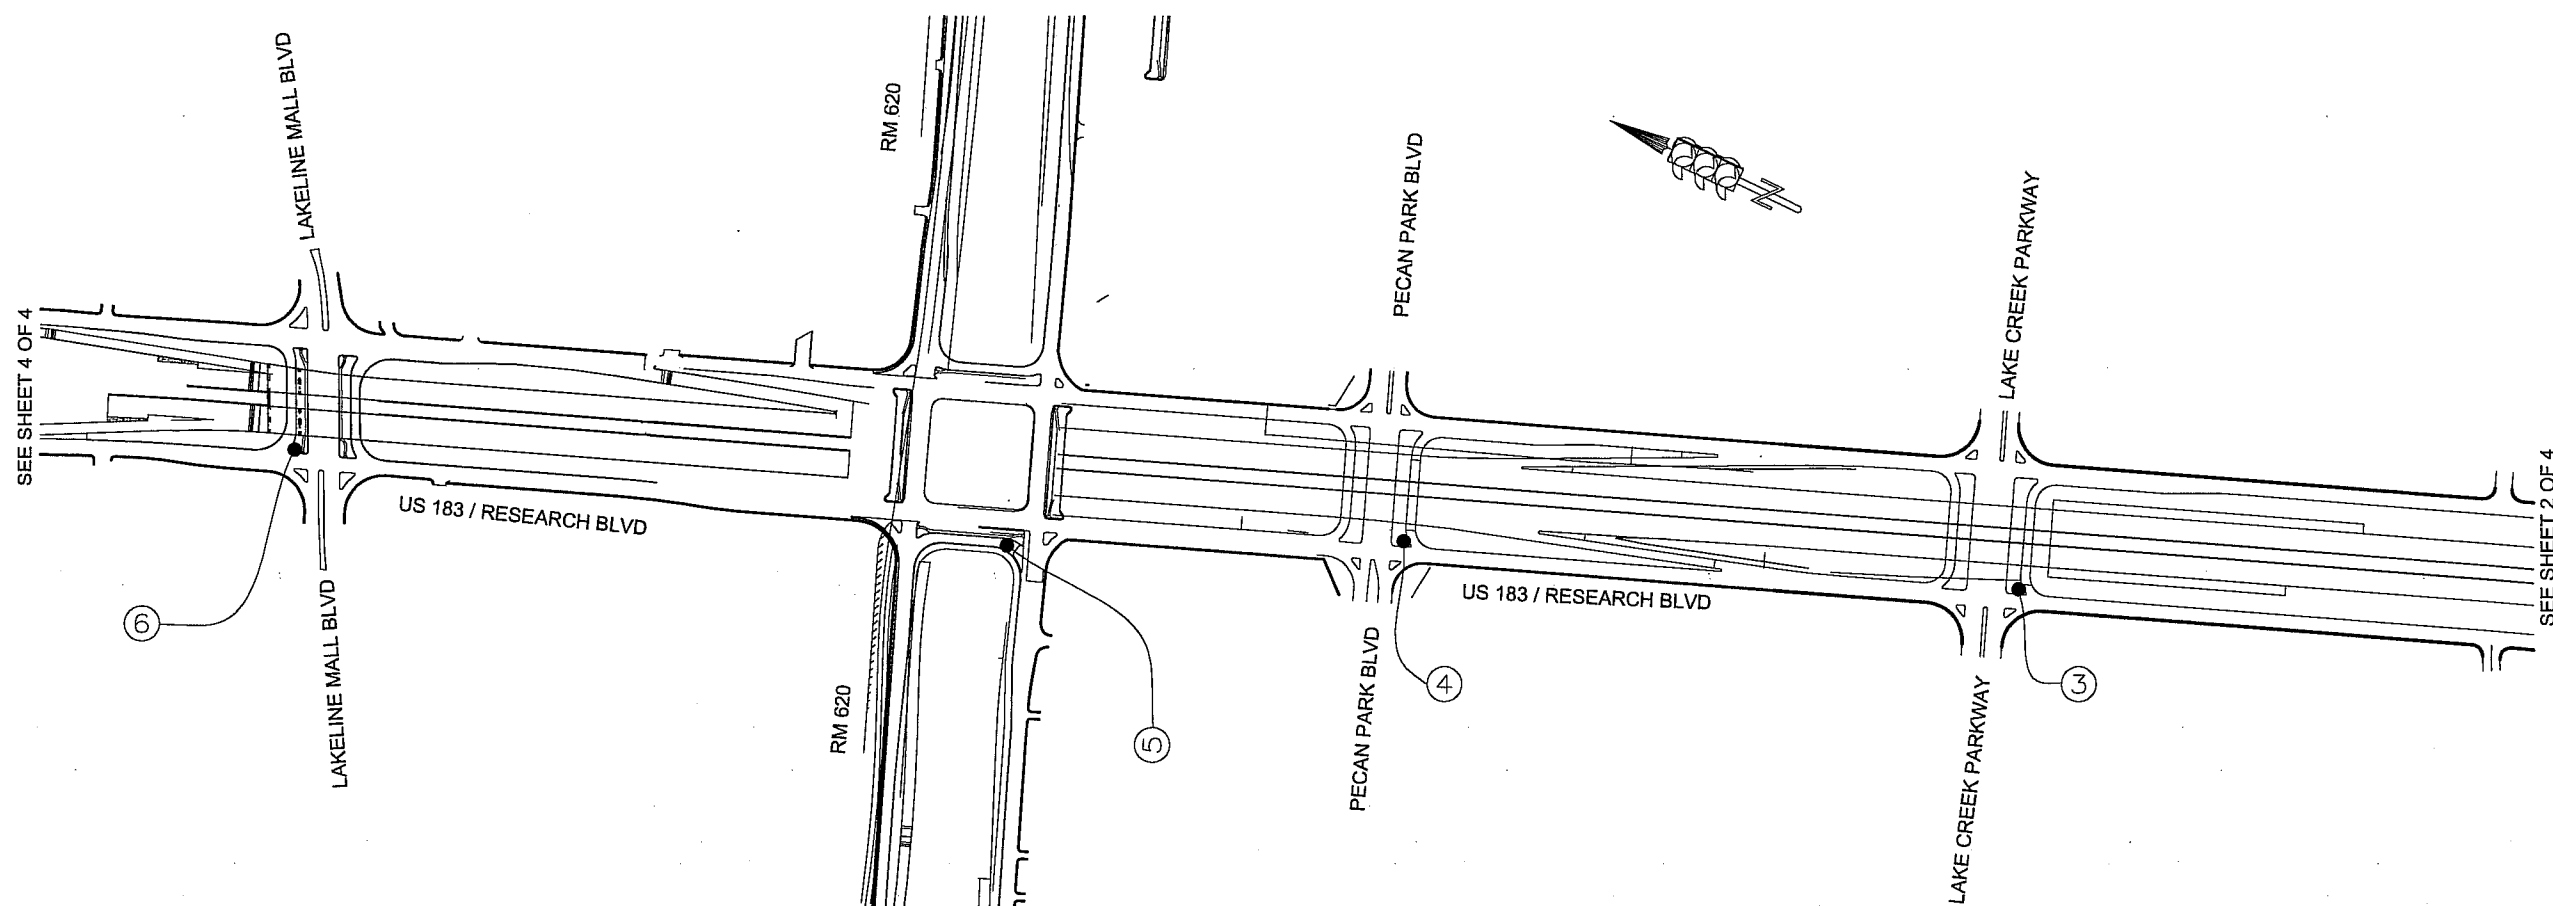 LAKELINE MALL BLVD
RM 620
PECAN PARK BLVD
LAKE CREEK PARKWAY
N
SEE SHEET 4 OF 4
SEE SHEET 2 OF 4
US 183 / RESEARCH BLVD
US 183 / RESEARCH BLVD
6
5
4
3
LAKELINE MALL BLVD
RM 620
PECAN PARK BLVD
LAKE CREEK PARKWAY